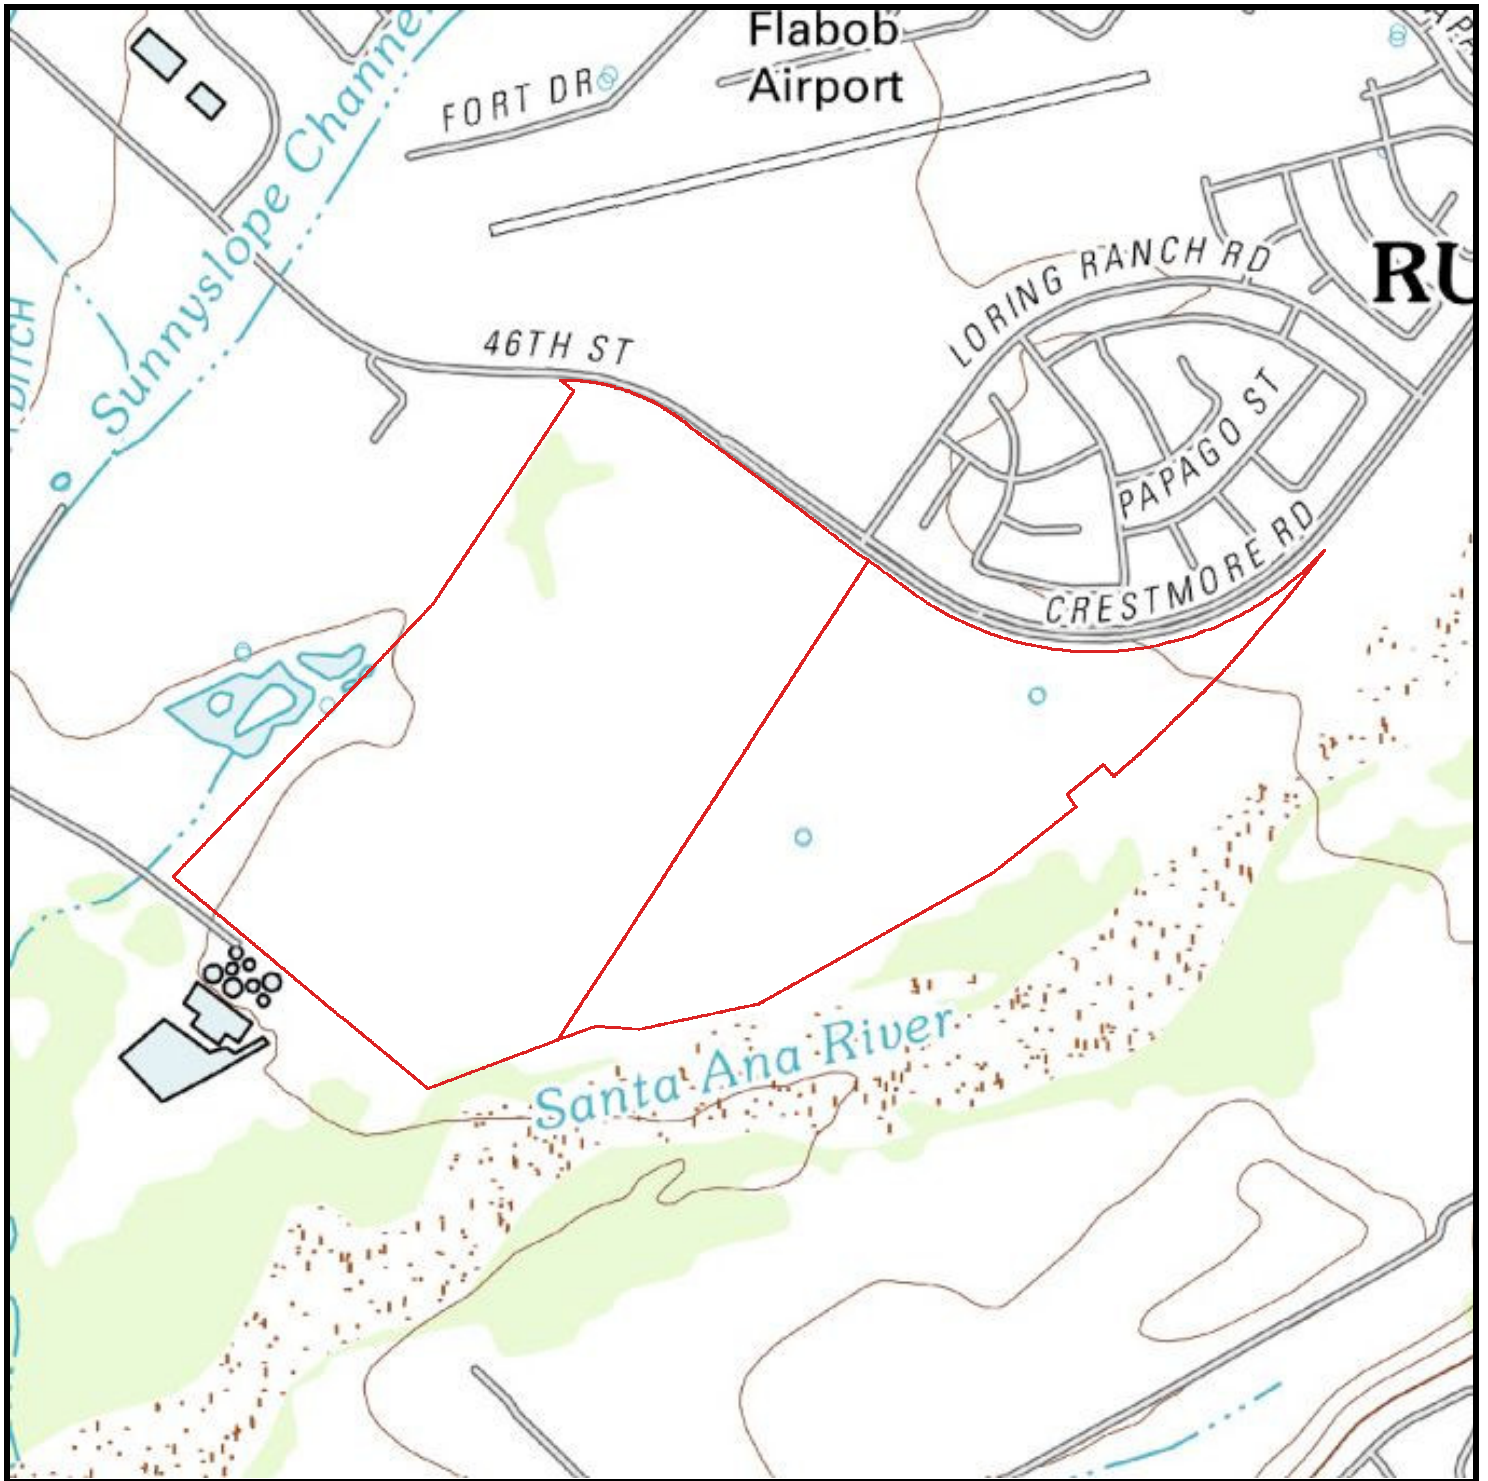 Flabob
Airport
FORT DR
Sunnyslope Channel
DITCH
46TH ST
LORING RANCH RD
RU
PAPAGO ST
CRESTMORE RD
Santa Ana River